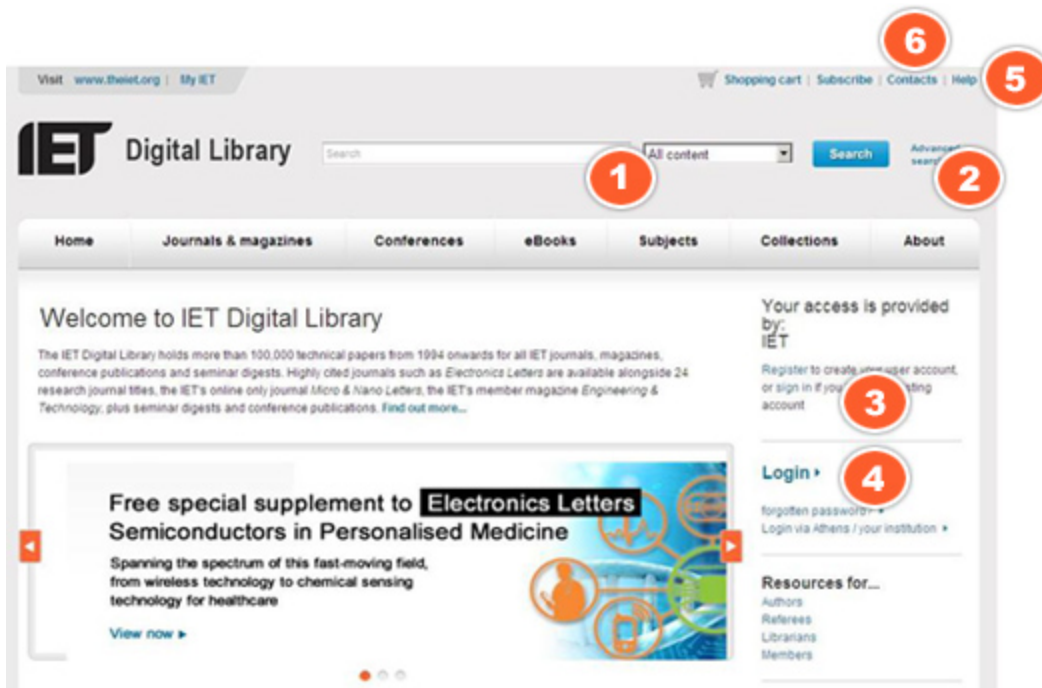 6
Visit www.theiet.org | My IET
Shopping cart | Subscribe | Contacts | Help
5
IET Digital Library
Search
1
All content
Search
Advanced
2
Home
Journals & magazines
Conferences
eBooks
Subjects
Collections
About
Welcome to IET Digital Library
The IET Digital Library holds more than 100,000 technical papers from 1994 onwards for all IET journals, magazines,
conference publications and seminar digests. Highly cited journals such as Electronics Letters are available alongside 24
research journal titles, the IET's online only journal Micro & Nano Letters, the IET's member magazine Engineering &
Technology, plus seminar digests and conference publications. Find out more...
Your access is provided
by:
IET
Register to create your user account,
or sign in if you
account
3
Login
4
forgotten password?
Login via Athens / your institution
Free special supplement to Electronics Letters
Semiconductors in Personalised Medicine
Spanning the spectrum of this fast-moving field,
from wireless technology to chemical sensing
technology for healthcare
View now
Resources for...
Authors
Referees
Librarians
Members